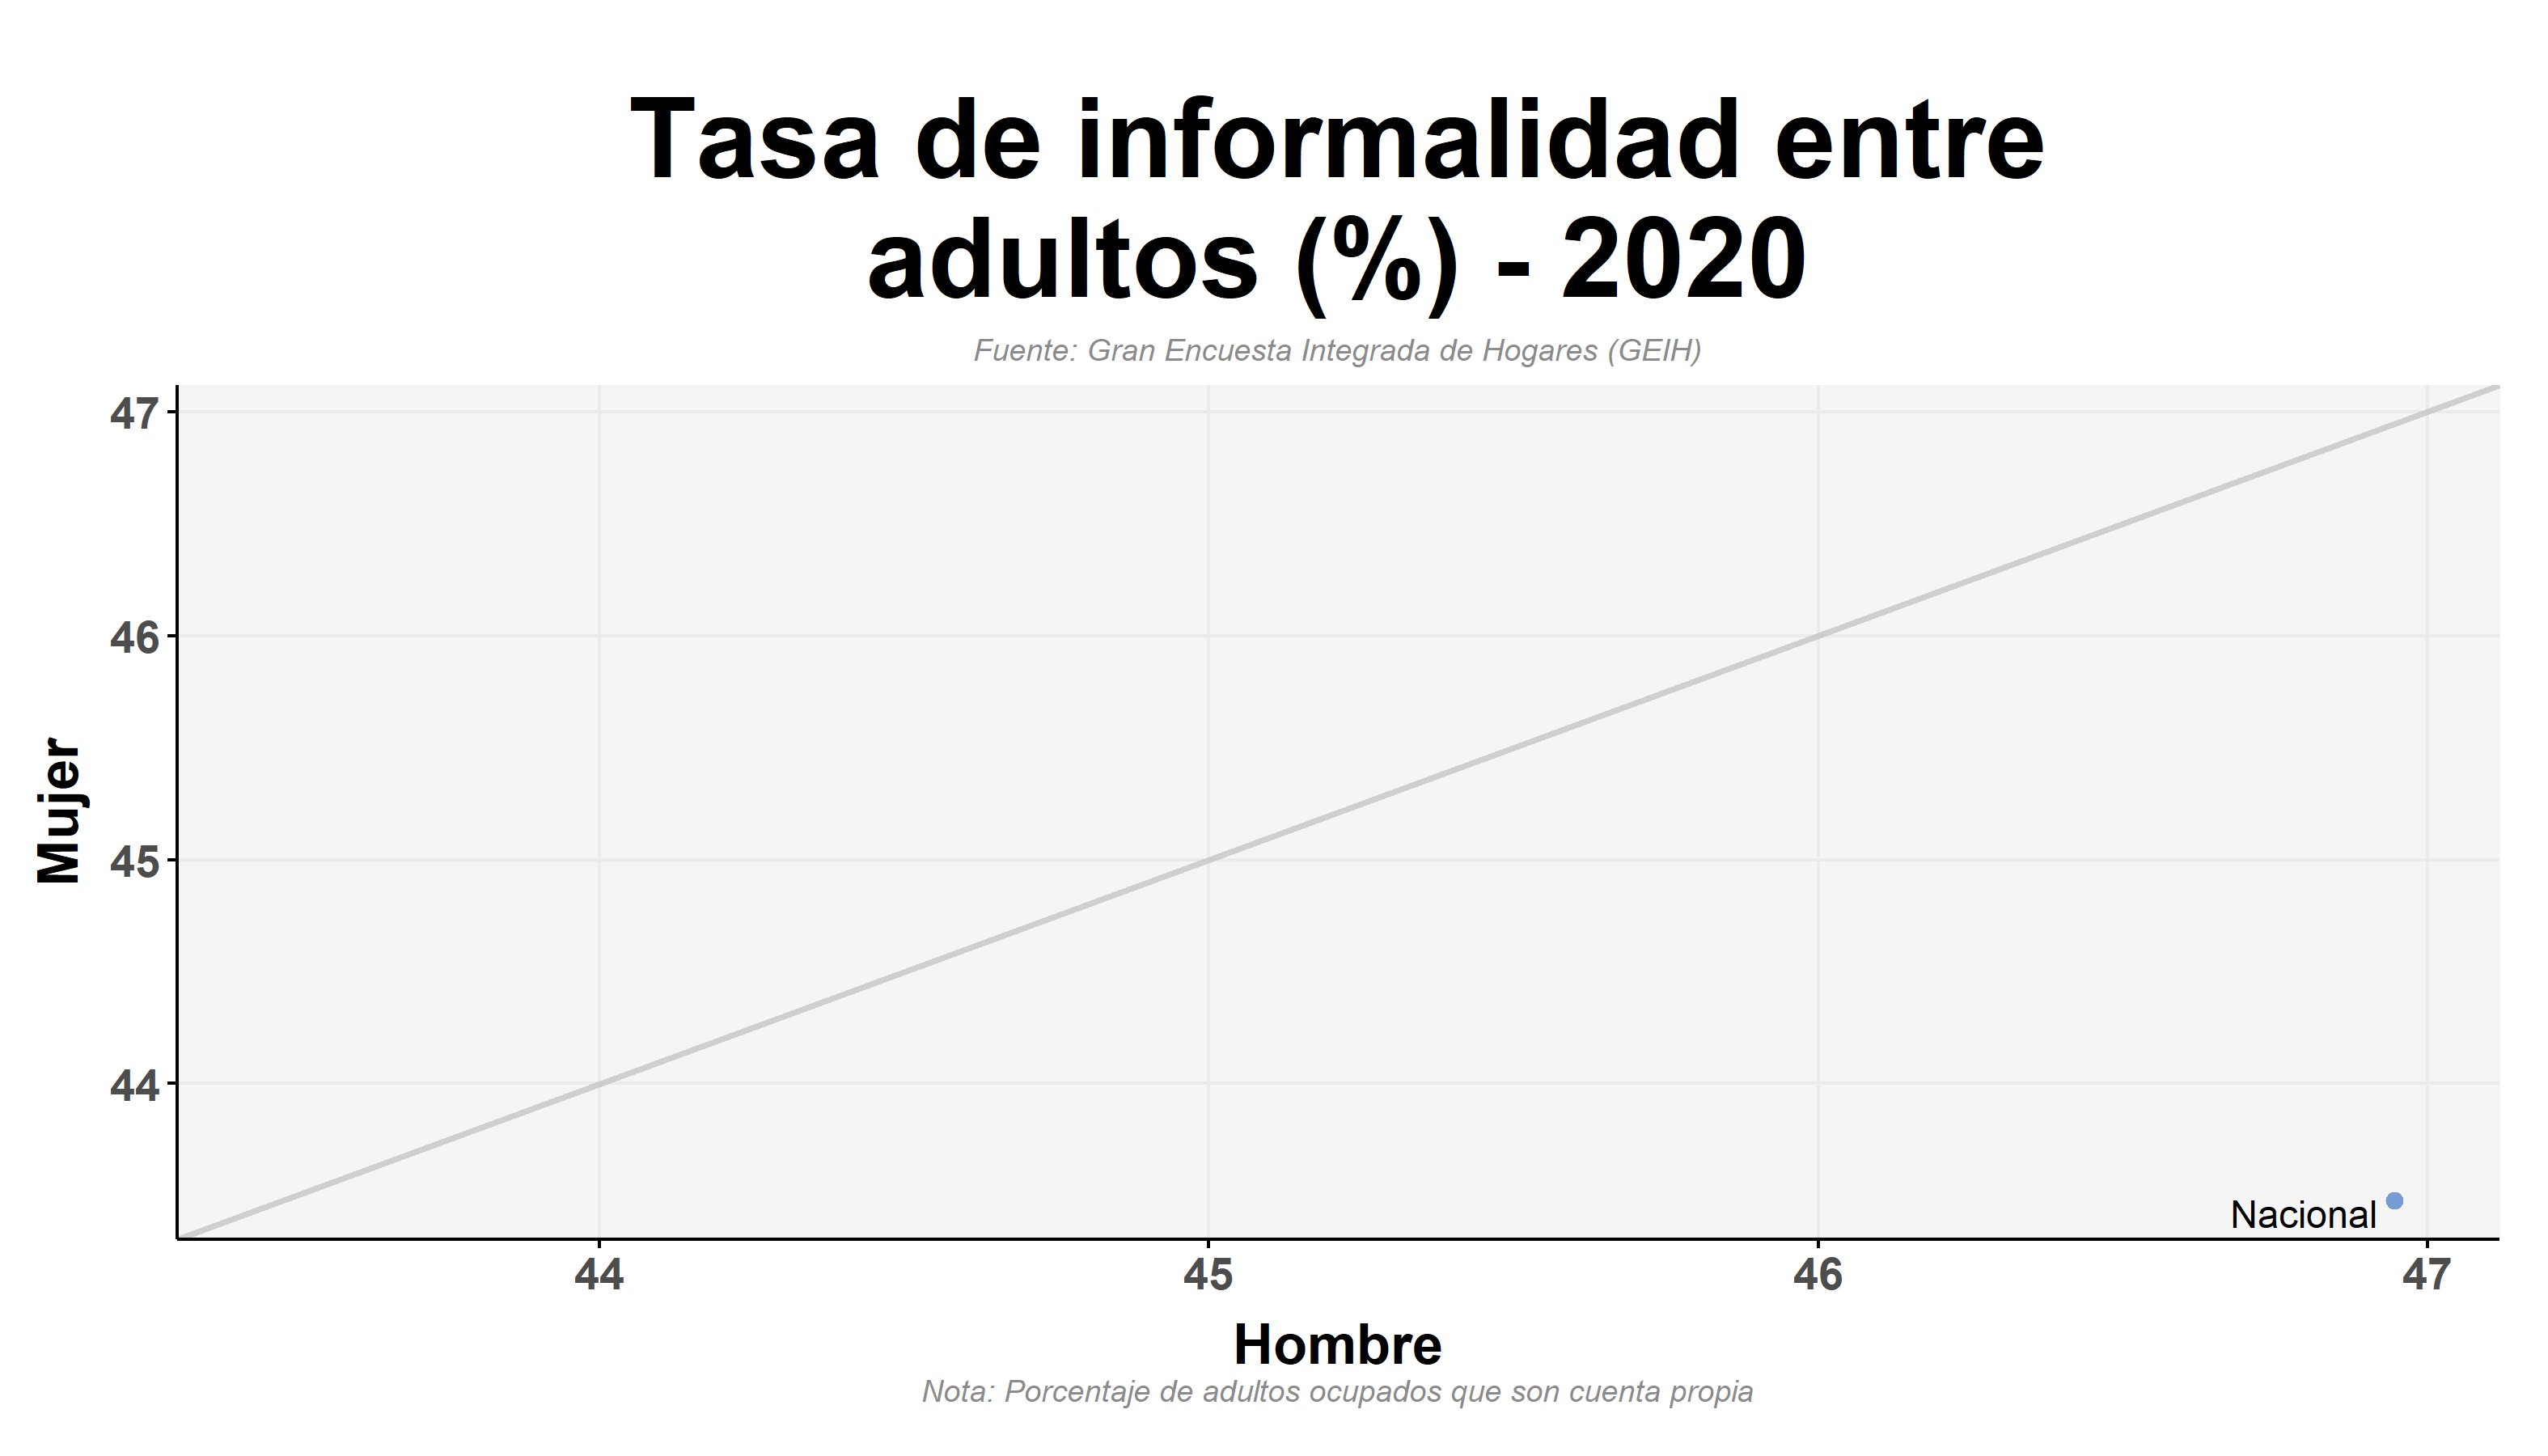 Tasa de informalidad entre
adultos (%) - 2020
Fuente: Gran Encuesta Integrada de Hogares (GEIH)
47
46
45
44
Mujer
Nacional
44 45 46 47
Hombre
Nota: Porcentaje de adultos ocupados que son cuenta propia